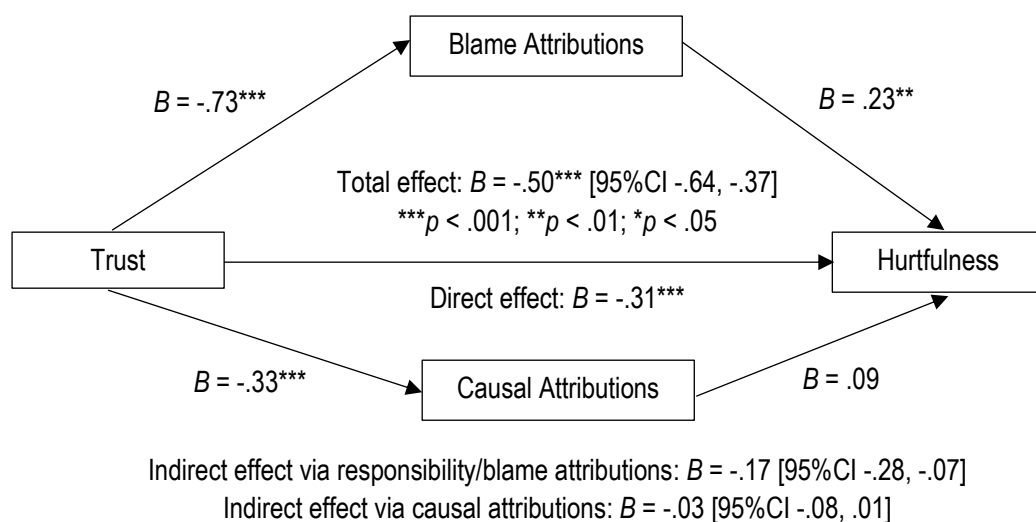 Blame Attributions
B = -.73***
B = .23**
Total effect: B = -.50*** [95%CI -.64, -.37]
***p < .001; **p < .01; *p < .05
Trust
Hurtfulness
Direct effect: B = -.31***
B = -.33***
Causal Attributions
B = .09
Indirect effect via responsibility/blame attributions: B = -.17 [95%CI -.28, -.07]
Indirect effect via causal attributions: B = -.03 [95%CI -.08, .01]